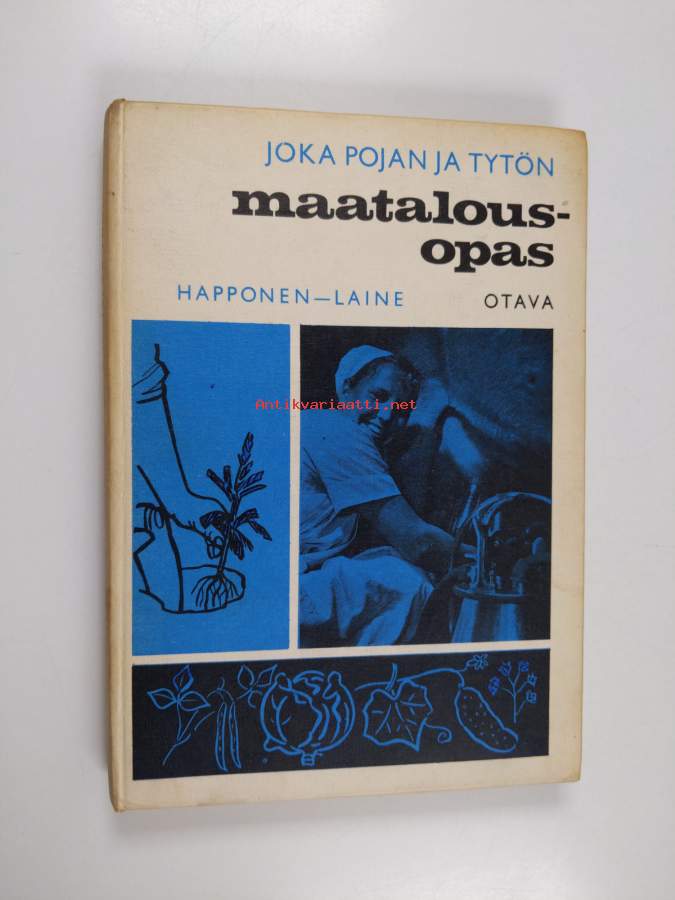 JOKA POJAN JA TYTÖN
maatalous-
opas
HAPPONEN—LAINE OTAVA
Antikvariaatti.net